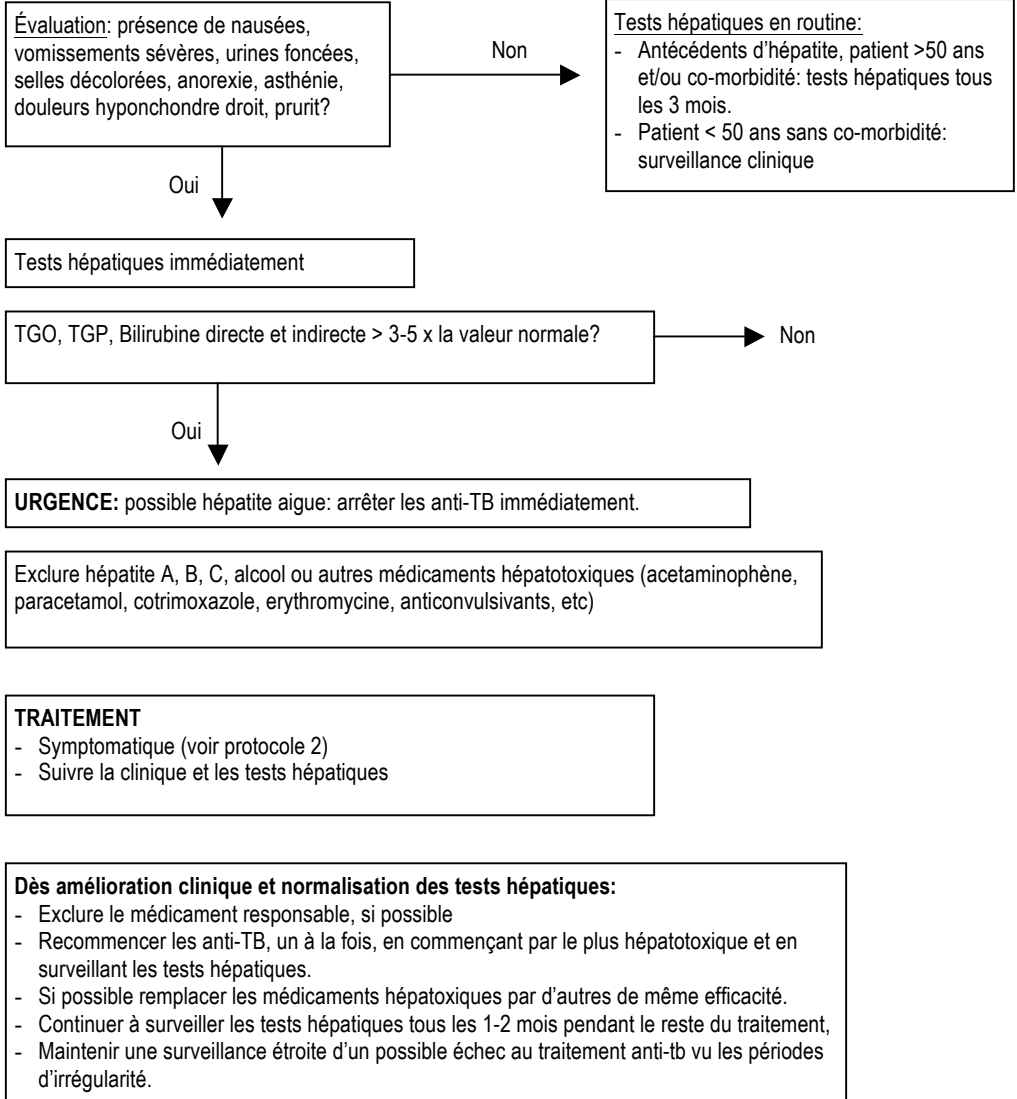 Évaluation: présence de nausées,
vomissements sévères, urines foncées,
selles décolorées, anorexie, asthénie,
douleurs hyponchondre droit, prurit?
Non
Tests hépatiques en routine:
- Antécédents d'hépatite, patient >50 ans
et/ou co-morbidité: tests hépatiques tous
les 3 mois.
- Patient < 50 ans sans co-morbidité:
surveillance clinique
Oui
Tests hépatiques immédiatement
TGO, TGP, Bilirubine directe et indirecte > 3-5 x la valeur normale?
Non
Oui
URGENCE: possible hépatite aigue: arrêter les anti-TB immédiatement.
Exclure hépatite A, B, C, alcool ou autres médicaments hépatotoxiques (acetaminophène,
paracetamol, cotrimoxazole, erythromycine, anticonvulsivants, etc)
TRAITEMENT
- Symptomatique (voir protocole 2)
- Suivre la clinique et les tests hépatiques
Dès amélioration clinique et normalisation des tests hépatiques:
- Exclure le médicament responsable, si possible
- Recommencer les anti-TB, un à la fois, en commençant par le plus hépatotoxique et en
surveillant les tests hépatiques.
- Si possible remplacer les médicaments hépatoxiques par d'autres de même efficacité.
- Continuer à surveiller les tests hépatiques tous les 1-2 mois pendant le reste du traitement,
- Maintenir une surveillance étroite d'un possible échec au traitement anti-tb vu les périodes
d'irrégularité.